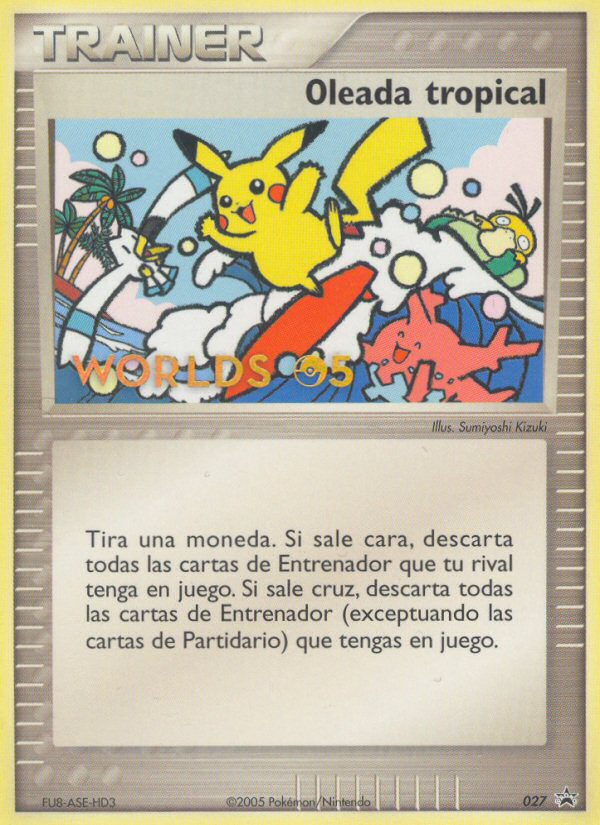 TRAINER
Oleada tropical
WORLDS 05
Illus. Sumiyoshi Kizuki
Tira una moneda. Si sale cara, descarta
todas las cartas de Entrenador que tu rival
tenga en juego. Si sale cruz, descarta todas
las cartas de Entrenador (exceptuando las
cartas de Partidario) que tengas en juego.
FU8-ASE-HD3
©2005 Pokémon/Nintendo
027